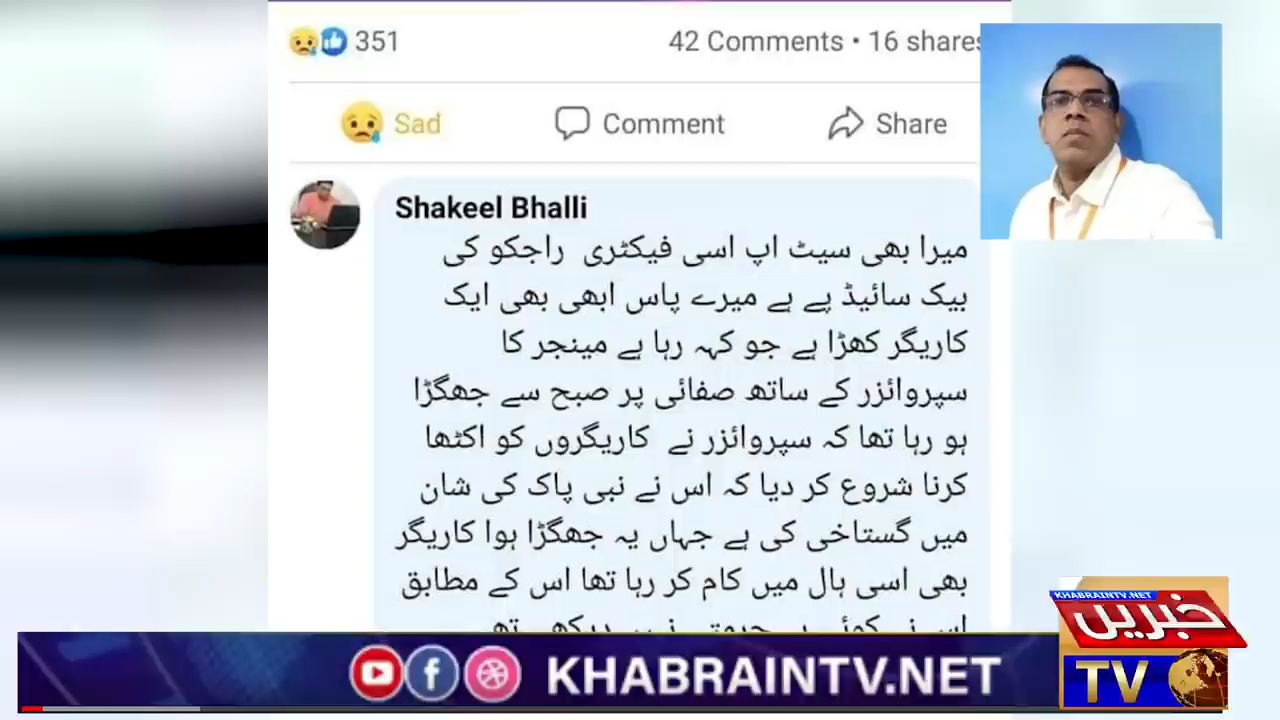 351
42 Comments • 16 shares
Sad
Comment
Share
Shakeel Bhalli
میرا بھی سیٹ اپ اسی فیکٹری راجکو کی
بیک سائیڈ پے ہے میرے پاس ابھی بھی ایک
کاریگر کھڑا ہے جو کہہ رہا ہے مینجر کا
سپروائزر کے ساتھ صفائی پر صبح سے جھگڑا
ہو رہا تھا کہ سپروائزر نے کاریگروں کو اکٹھا
کرنا شروع کر دیا کہ اس نے نبی پاک کی شان
میں گستاخی کی ہے جہاں یہ جھگڑا ہوا کاریگر
بھی اسی ہال میں کام کر رہا تھا اس کے مطابق
KHABRAINTV.NET
KHABRAINTV.NET
خبریں
TV